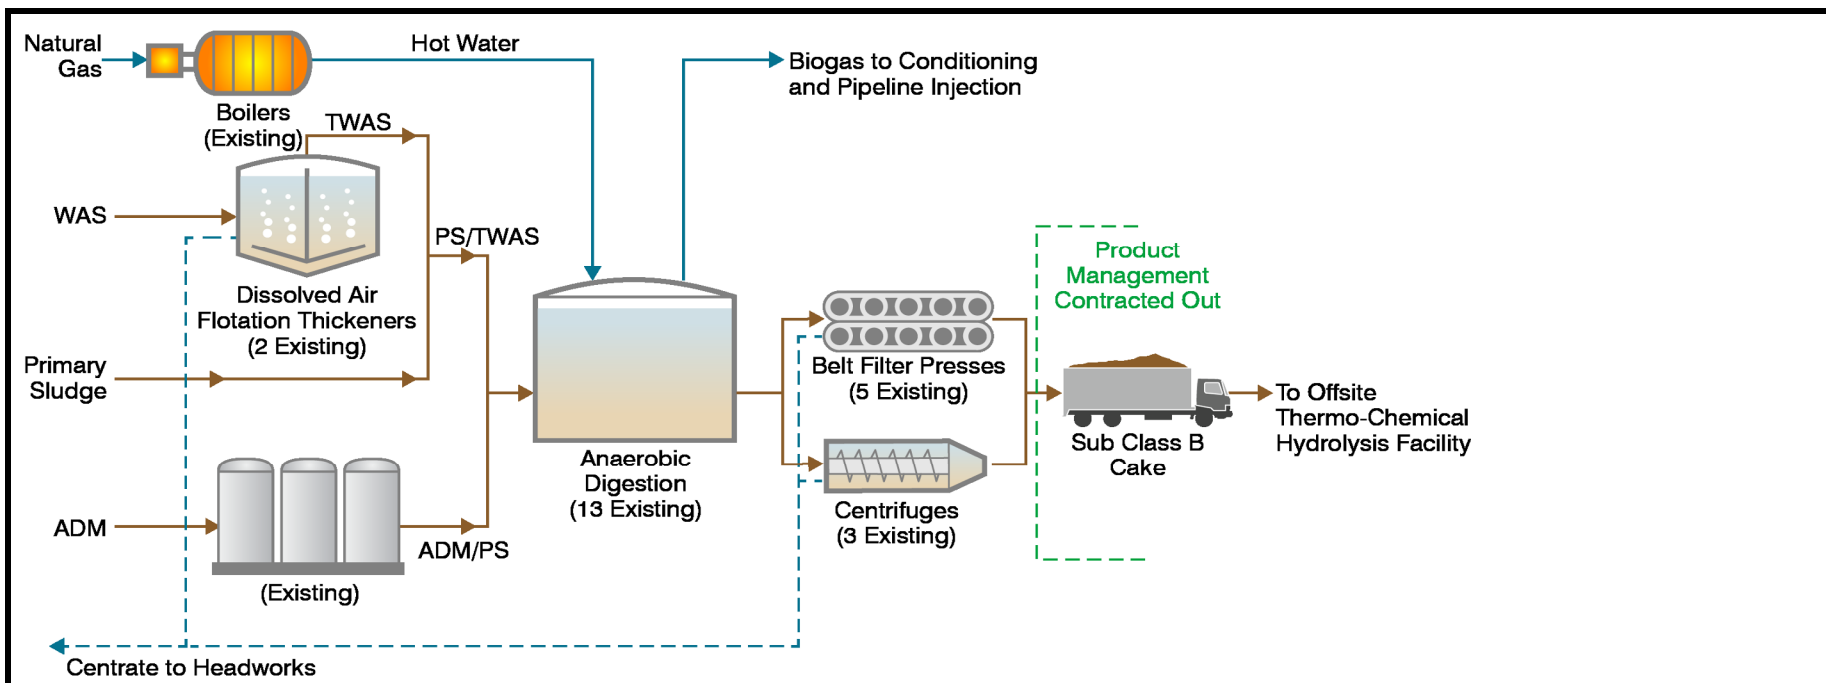 Natural
Gas
Hot Water
Biogas to Conditioning
and Pipeline Injection
Boilers
(Existing)
TWAS
WAS
PS/TWAS
Dissolved Air
Flotation Thickeners
(2 Existing)
Primary
Sludge
ADM
(Existing)
ADM/PS
Anaerobic
Digestion
(13 Existing)
Belt Filter Presses
(5 Existing)
Centrifuges
(3 Existing)
Product
Management
Contracted Out
Sub Class B
Cake
To Offsite
Thermo-Chemical
Hydrolysis Facility
Centrate to Headworks